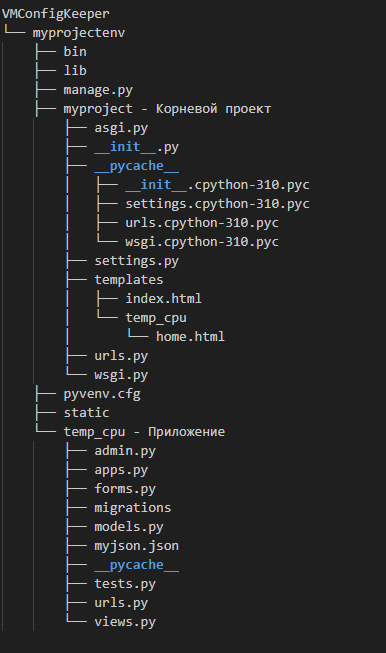 VMConfigKeeper
└── myprojectenv
    ├── bin
    ├── lib
    ├── manage.py
    ├── myproject - Корневой проект
    │   ├── asgi.py
    │   ├── __init__.py
    │   ├── __pycache__
    │   │   ├── __init__.cpython-310.pyc
    │   │   ├── settings.cpython-310.pyc
    │   │   ├── urls.cpython-310.pyc
    │   │   └── wsgi.cpython-310.pyc
    │   ├── settings.py
    │   ├── templates
    │   │   ├── index.html
    │   │   └── temp_cpu
    │   │       └── home.html
    │   ├── urls.py
    │   └── wsgi.py
    ├── pyvenv.cfg
    ├── static
    └── temp_cpu - Приложение
        ├── admin.py
        ├── apps.py
        ├── forms.py
        ├── migrations
        ├── models.py
        ├── myjson.json
        ├── __pycache__
        ├── tests.py
        ├── urls.py
        └── views.py